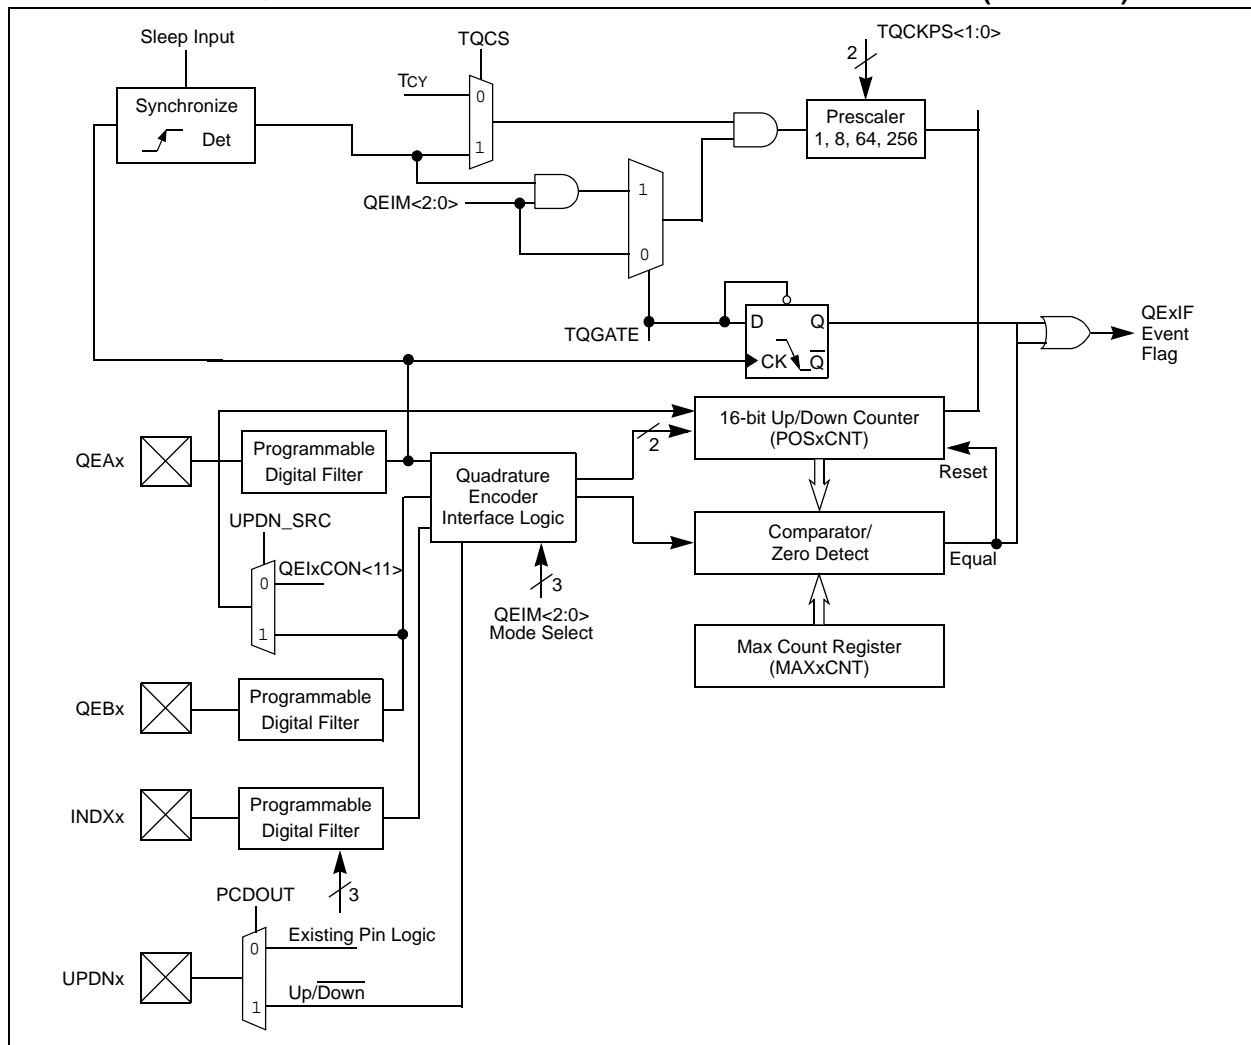 Sleep Input
TQCS
TQCKPS<1:0>
2
TCY
0
1
Synchronize
Det
Prescaler
1, 8, 64, 256
QEIM<2:0>
1
0
TQGATE
D
Q
CK
Q
QExIF
Event
Flag
16-bit Up/Down Counter
(POSxCNT)
2
Reset
QEAx
Programmable
Digital Filter
Quadrature
Encoder
Interface Logic
UPDN_SRC
0
QEIxCON<11>
1
Comparator/
Zero Detect
Equal
3
QEIM<2:0>
Mode Select
Max Count Register
(MAXxCNT)
QEBx
Programmable
Digital Filter
INDXx
Programmable
Digital Filter
3
PCDOUT
0
Existing Pin Logic
UPDNx
1
Up/Down